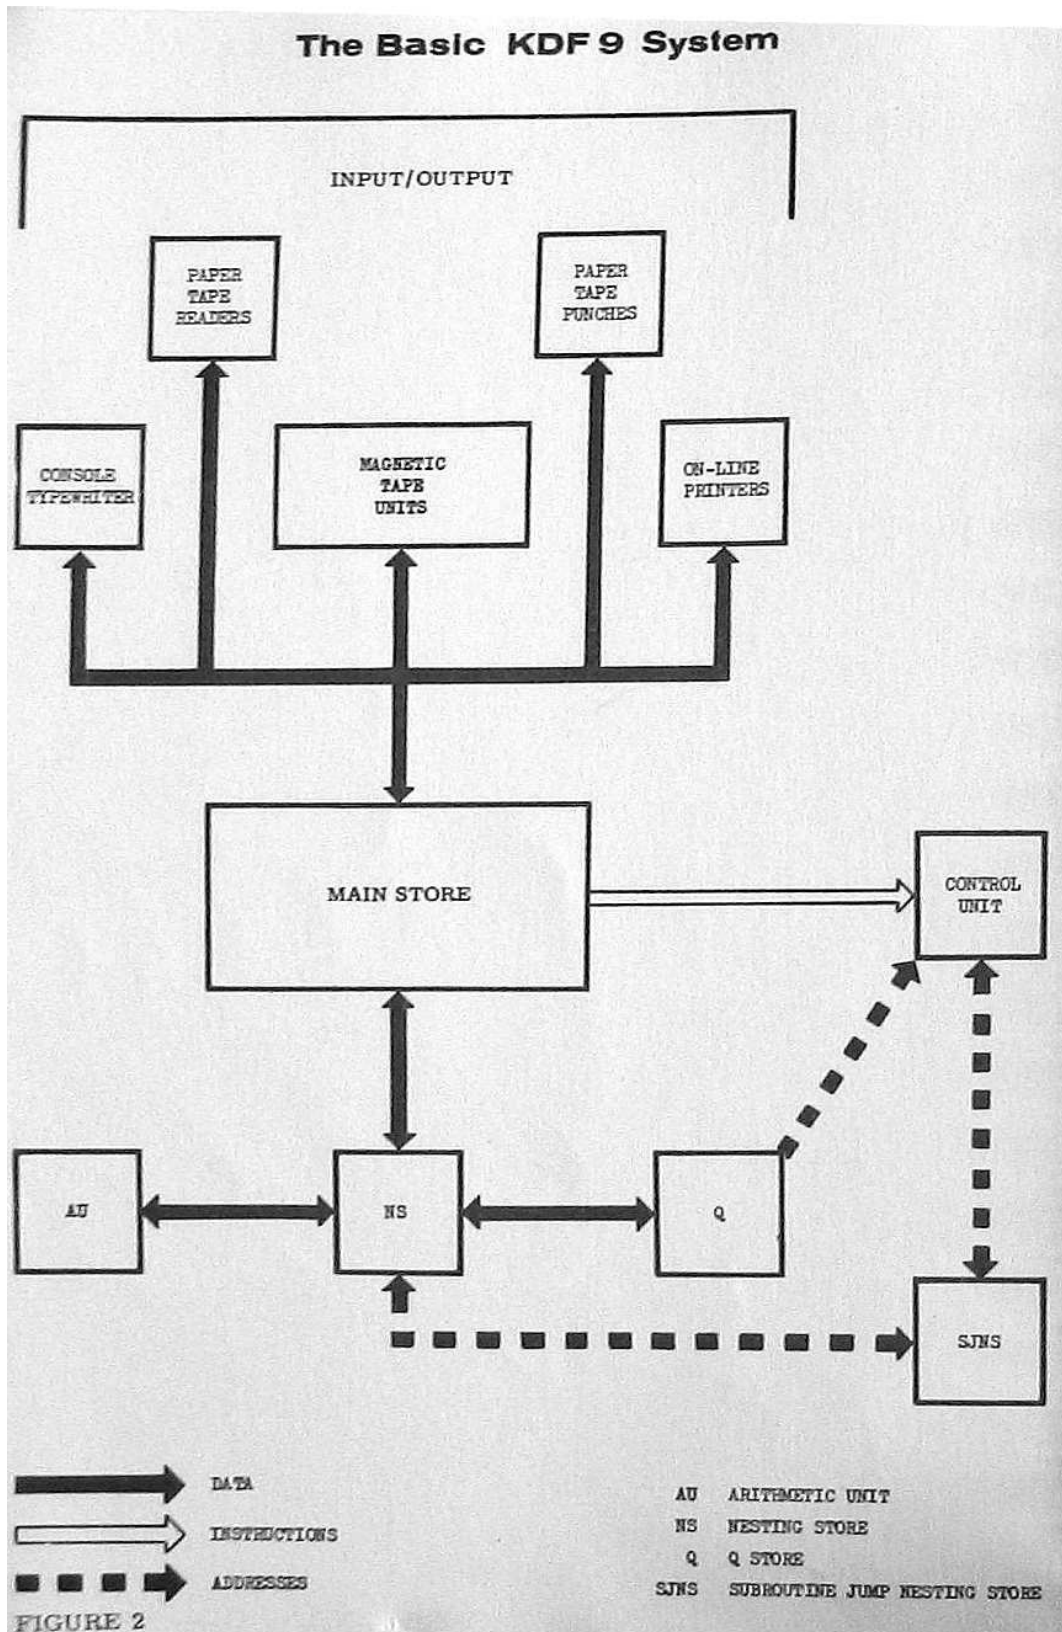 The Basic KDF 9 System
INPUT/OUTPUT
PAPER
TAPE
READERS
PAPER
TAPE
PUNCHES
CONSOLE
TYPEWRITER
MAGNETIC
TAPE
UNITS
ON-LINE
PRINTERS
MAIN STORE
CONTROL
UNIT
AU
NS
Q
SJNS
DATA
INSTRUCTIONS
ADDRESSES
AU ARITHMETIC UNIT
NS NESTING STORE
Q Q STORE
SJNS SUBROUTINE JUMP NESTING STORE
FIGURE 2